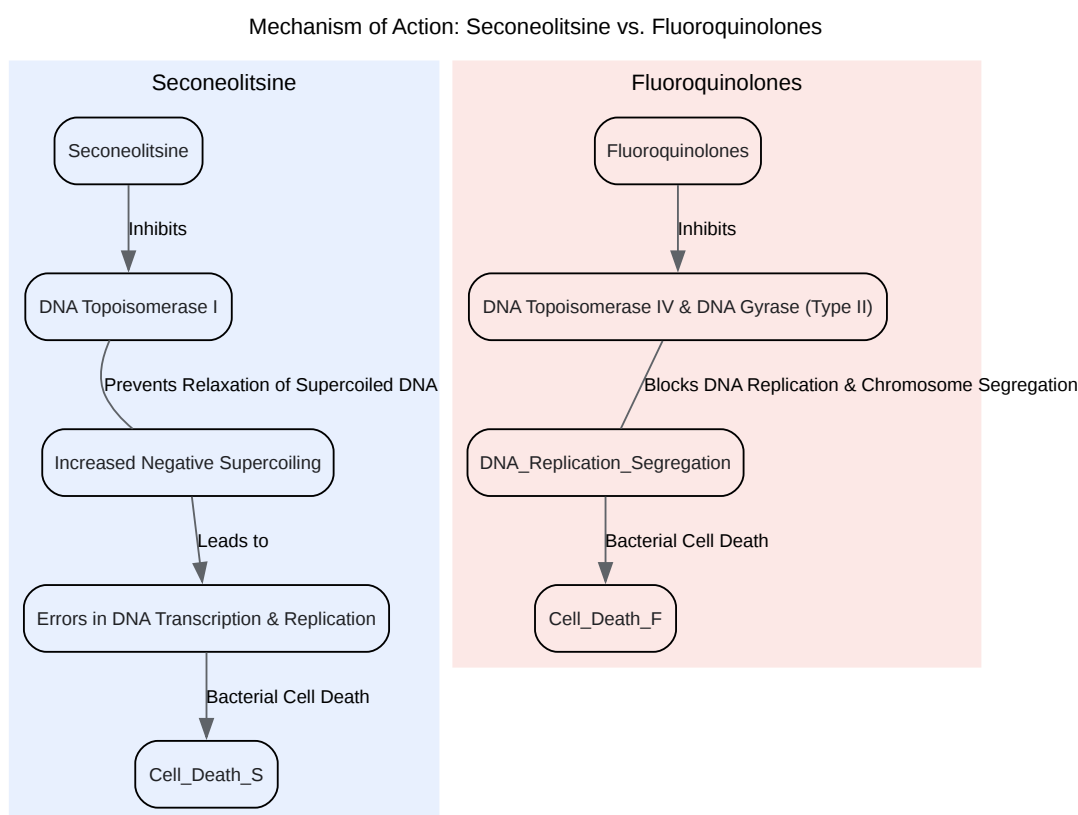 Mechanism of Action: Seconeolitsine vs. Fluoroquinolones
Seconeolitsine
Seconeolitsine
Inhibits
DNA Topoisomerase I
Prevents Relaxation of Supercoiled DNA
Increased Negative Supercoiling
Leads to
Errors in DNA Transcription & Replication
Bacterial Cell Death
Cell_Death_S
Fluoroquinolones
Fluoroquinolones
Inhibits
DNA Topoisomerase IV & DNA Gyrase (Type II)
Blocks DNA Replication & Chromosome Segregation
DNA_Replication_Segregation
Bacterial Cell Death
Cell_Death_F